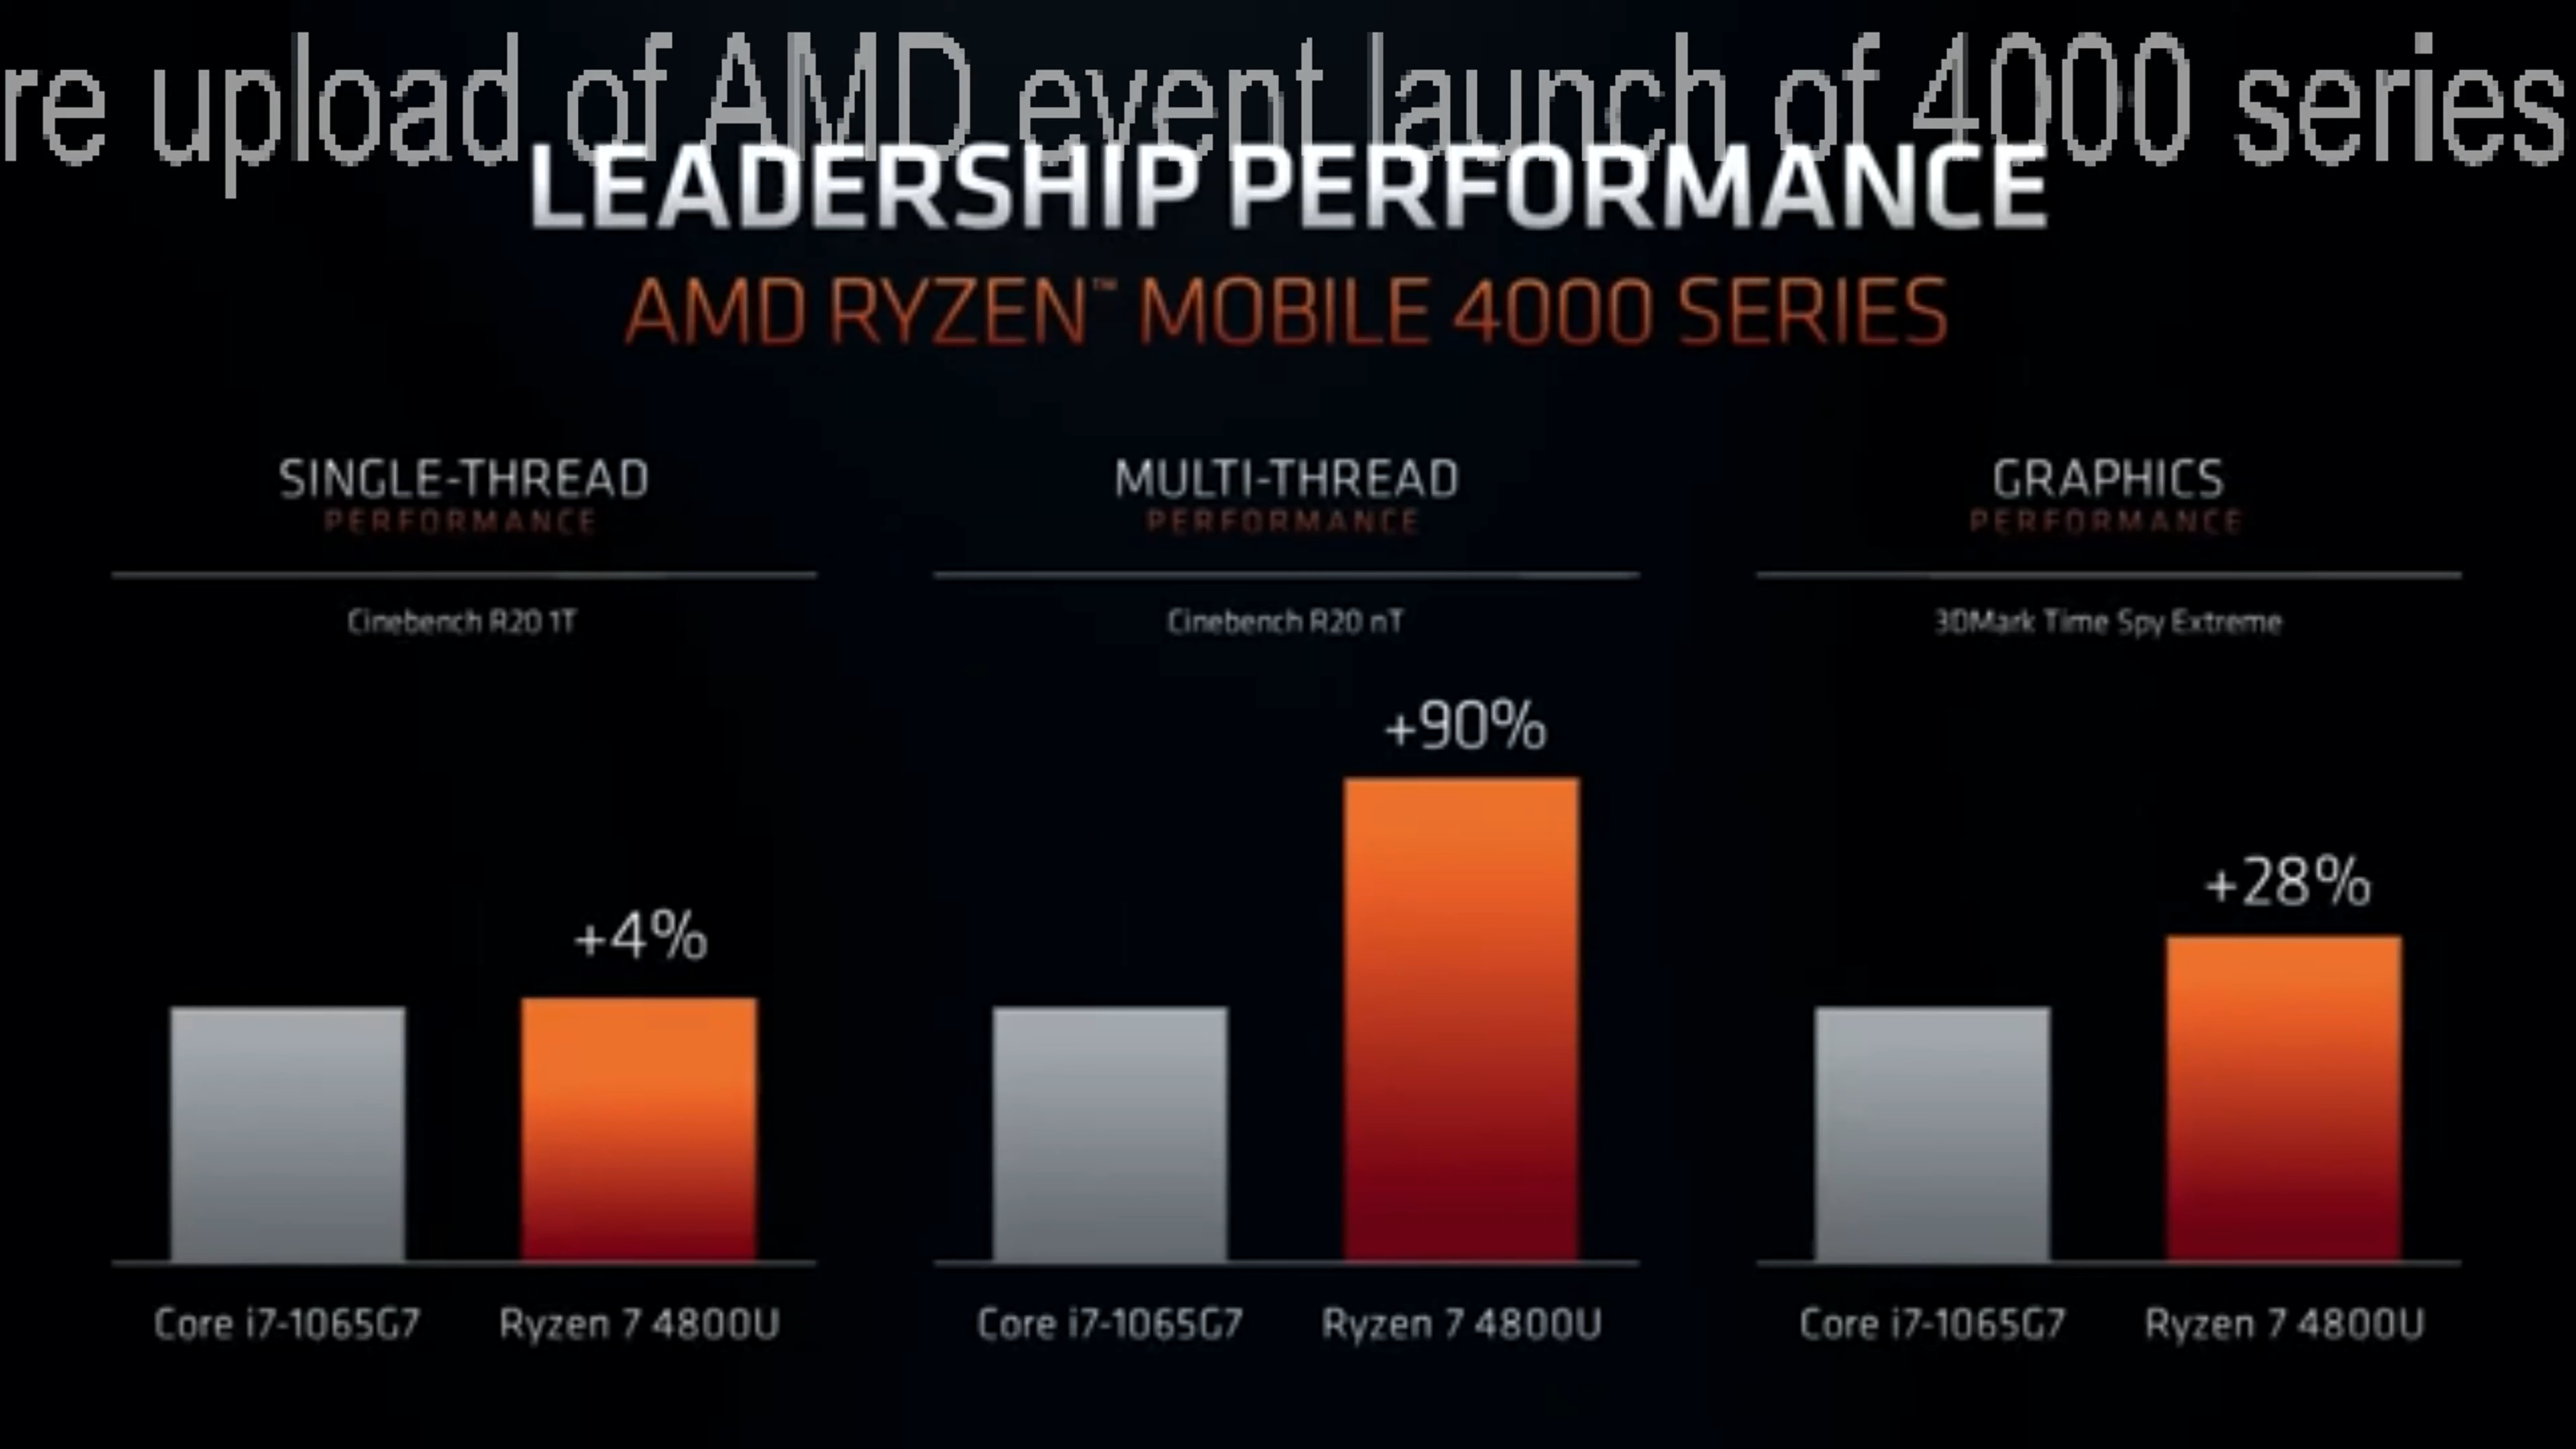 re upload of AMD event launch of 4000 series
LEADERSHIP PERFORMANCE
AMD RYZEN™ MOBILE 4000 SERIES
SINGLE-THREAD
PERFORMANCE
Cinebench R20 1T
+4%
Core i7-1065G7
Ryzen 7 4800U
MULTI-THREAD
PERFORMANCE
Cinebench R20 nT
+90%
Core i7-1065G7
Ryzen 7 4800U
GRAPHICS
PERFORMANCE
3DMark Time Spy Extreme
+28%
Core i7-1065G7
Ryzen 7 4800U